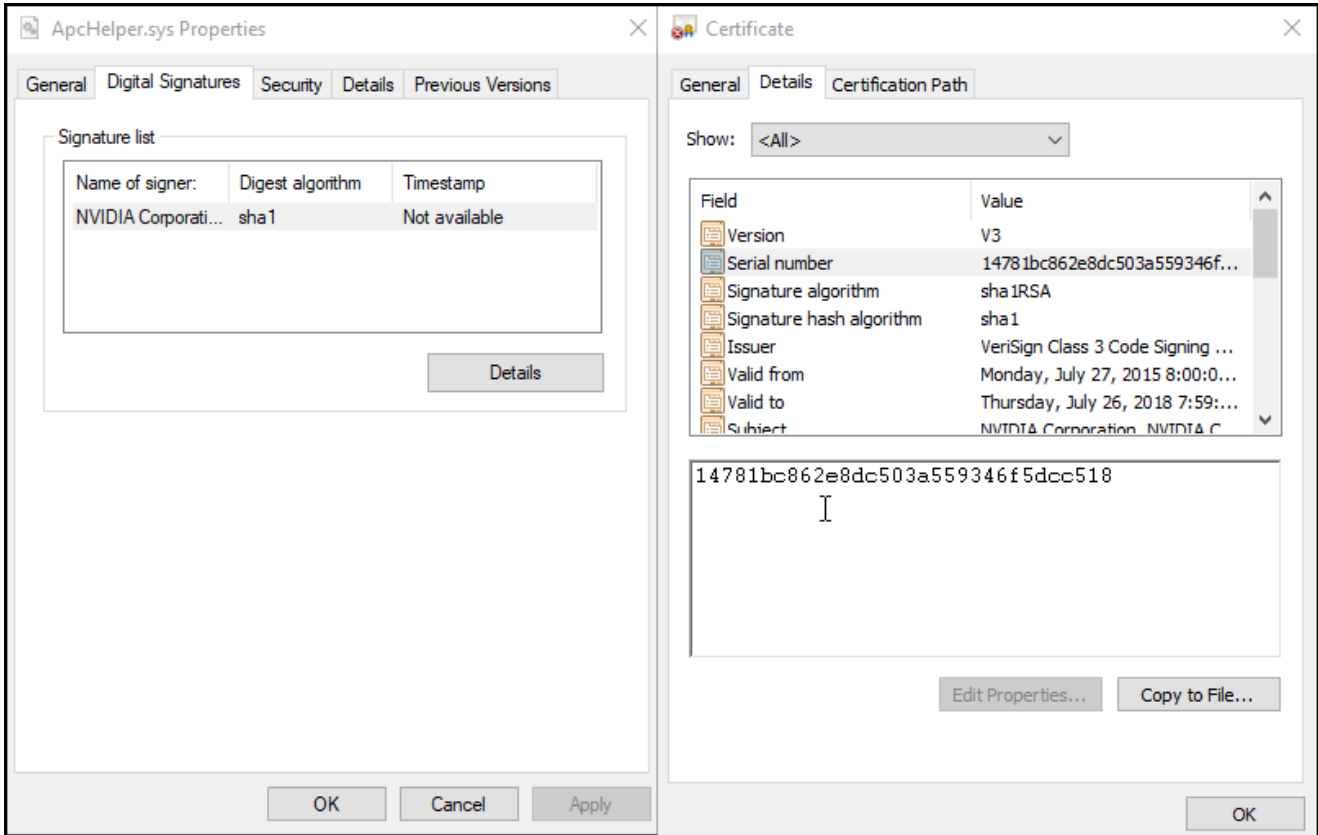 ApcHelper.sys Properties
General Digital Signatures Security Details Previous Versions
Signature list
Name of signer: Digest algorithm Timestamp
NVIDIA Corporati... sha1 Not available
Details
OK Cancel Apply
Certificate
General Details Certification Path
Show: <All>
Field Value
Version V3
Serial number 14781bc862e8dc503a559346f...
Signature algorithm sha1RSA
Signature hash algorithm sha1
Issuer VeriSign Class 3 Code Signing ...
Valid from Monday, July 27, 2015 8:00:0...
Valid to Thursday, July 26, 2018 7:59:...
Subject NVIDIA Corporation, NVIDIA C
14781bc862e8dc503a559346f5dcc518
Edit Properties... Copy to File...
OK